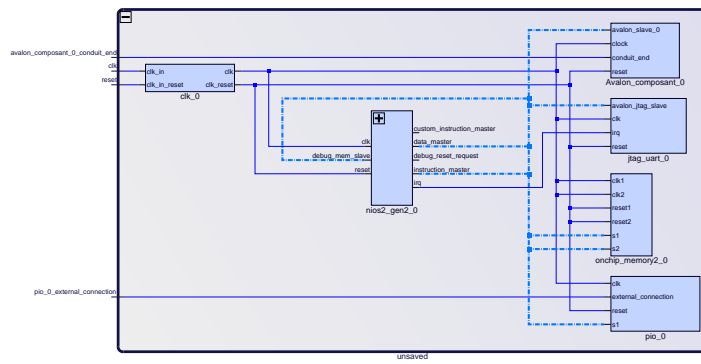 avalon_composant_0_conduit_end
clk
reset
clk_in
clk
clk_in_reset
clk_reset
clk_0
custom_instruction_master
clk
data_master
debug_mem_slave
debug_reset_request
reset
instruction_master
irq
nios2_gen2_0
avalon_slave_0
clock
conduit_end
reset
Avalon_composant_0
avalon_jtag_slave
clk
irq
reset
jtag_uart_0
clk1
clk2
reset1
reset2
s1
s2
onchip_memory2_0
pio_0_external_connection
clk
external_connection
reset
s1
pio_0
unsaved